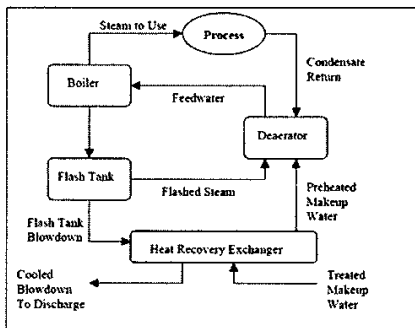 Steam to Use
Process
Condensate
Return
Boiler
Feedwater
Deaerator
Flash Tank
Flashed Steam
Preheated
Makeup
Water
Flash Tank
Blowdown
Heat Recovery Exchanger
Cooled
Blowdown
To Discharge
Treated
Makeup
Water